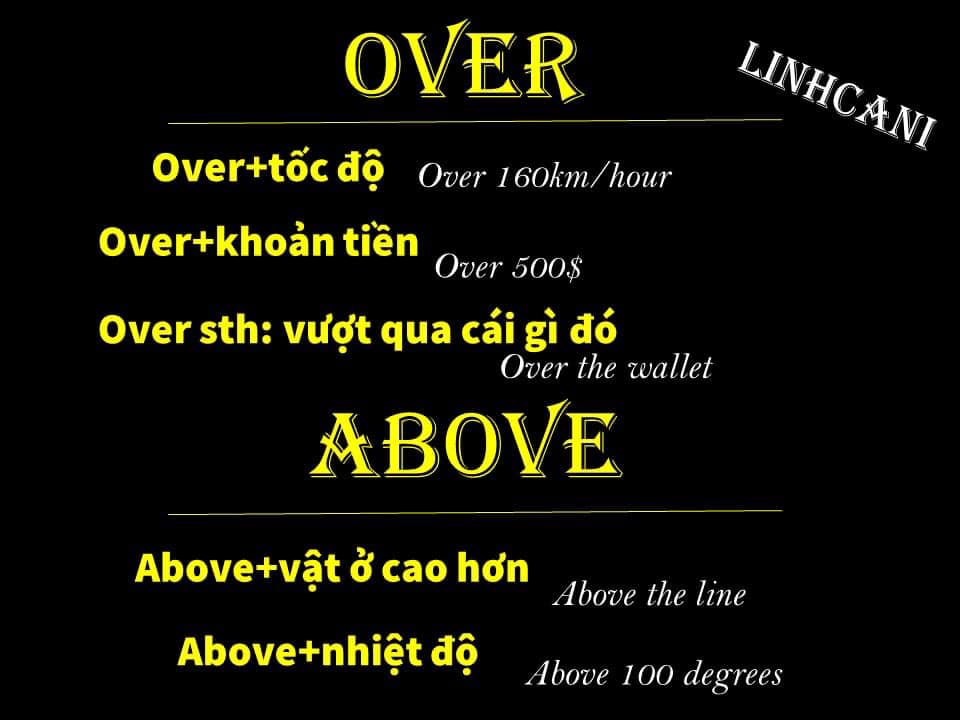 OVER
LINHCANI
Over+tốc độ Over 160km/hour
Over+khoản tiền Over 500$
Over sth: vượt qua cái gì đó
Over the wallet
ABOVE
Above+vật ở cao hơn Above the line
Above+nhiệt độ Above 100 degrees